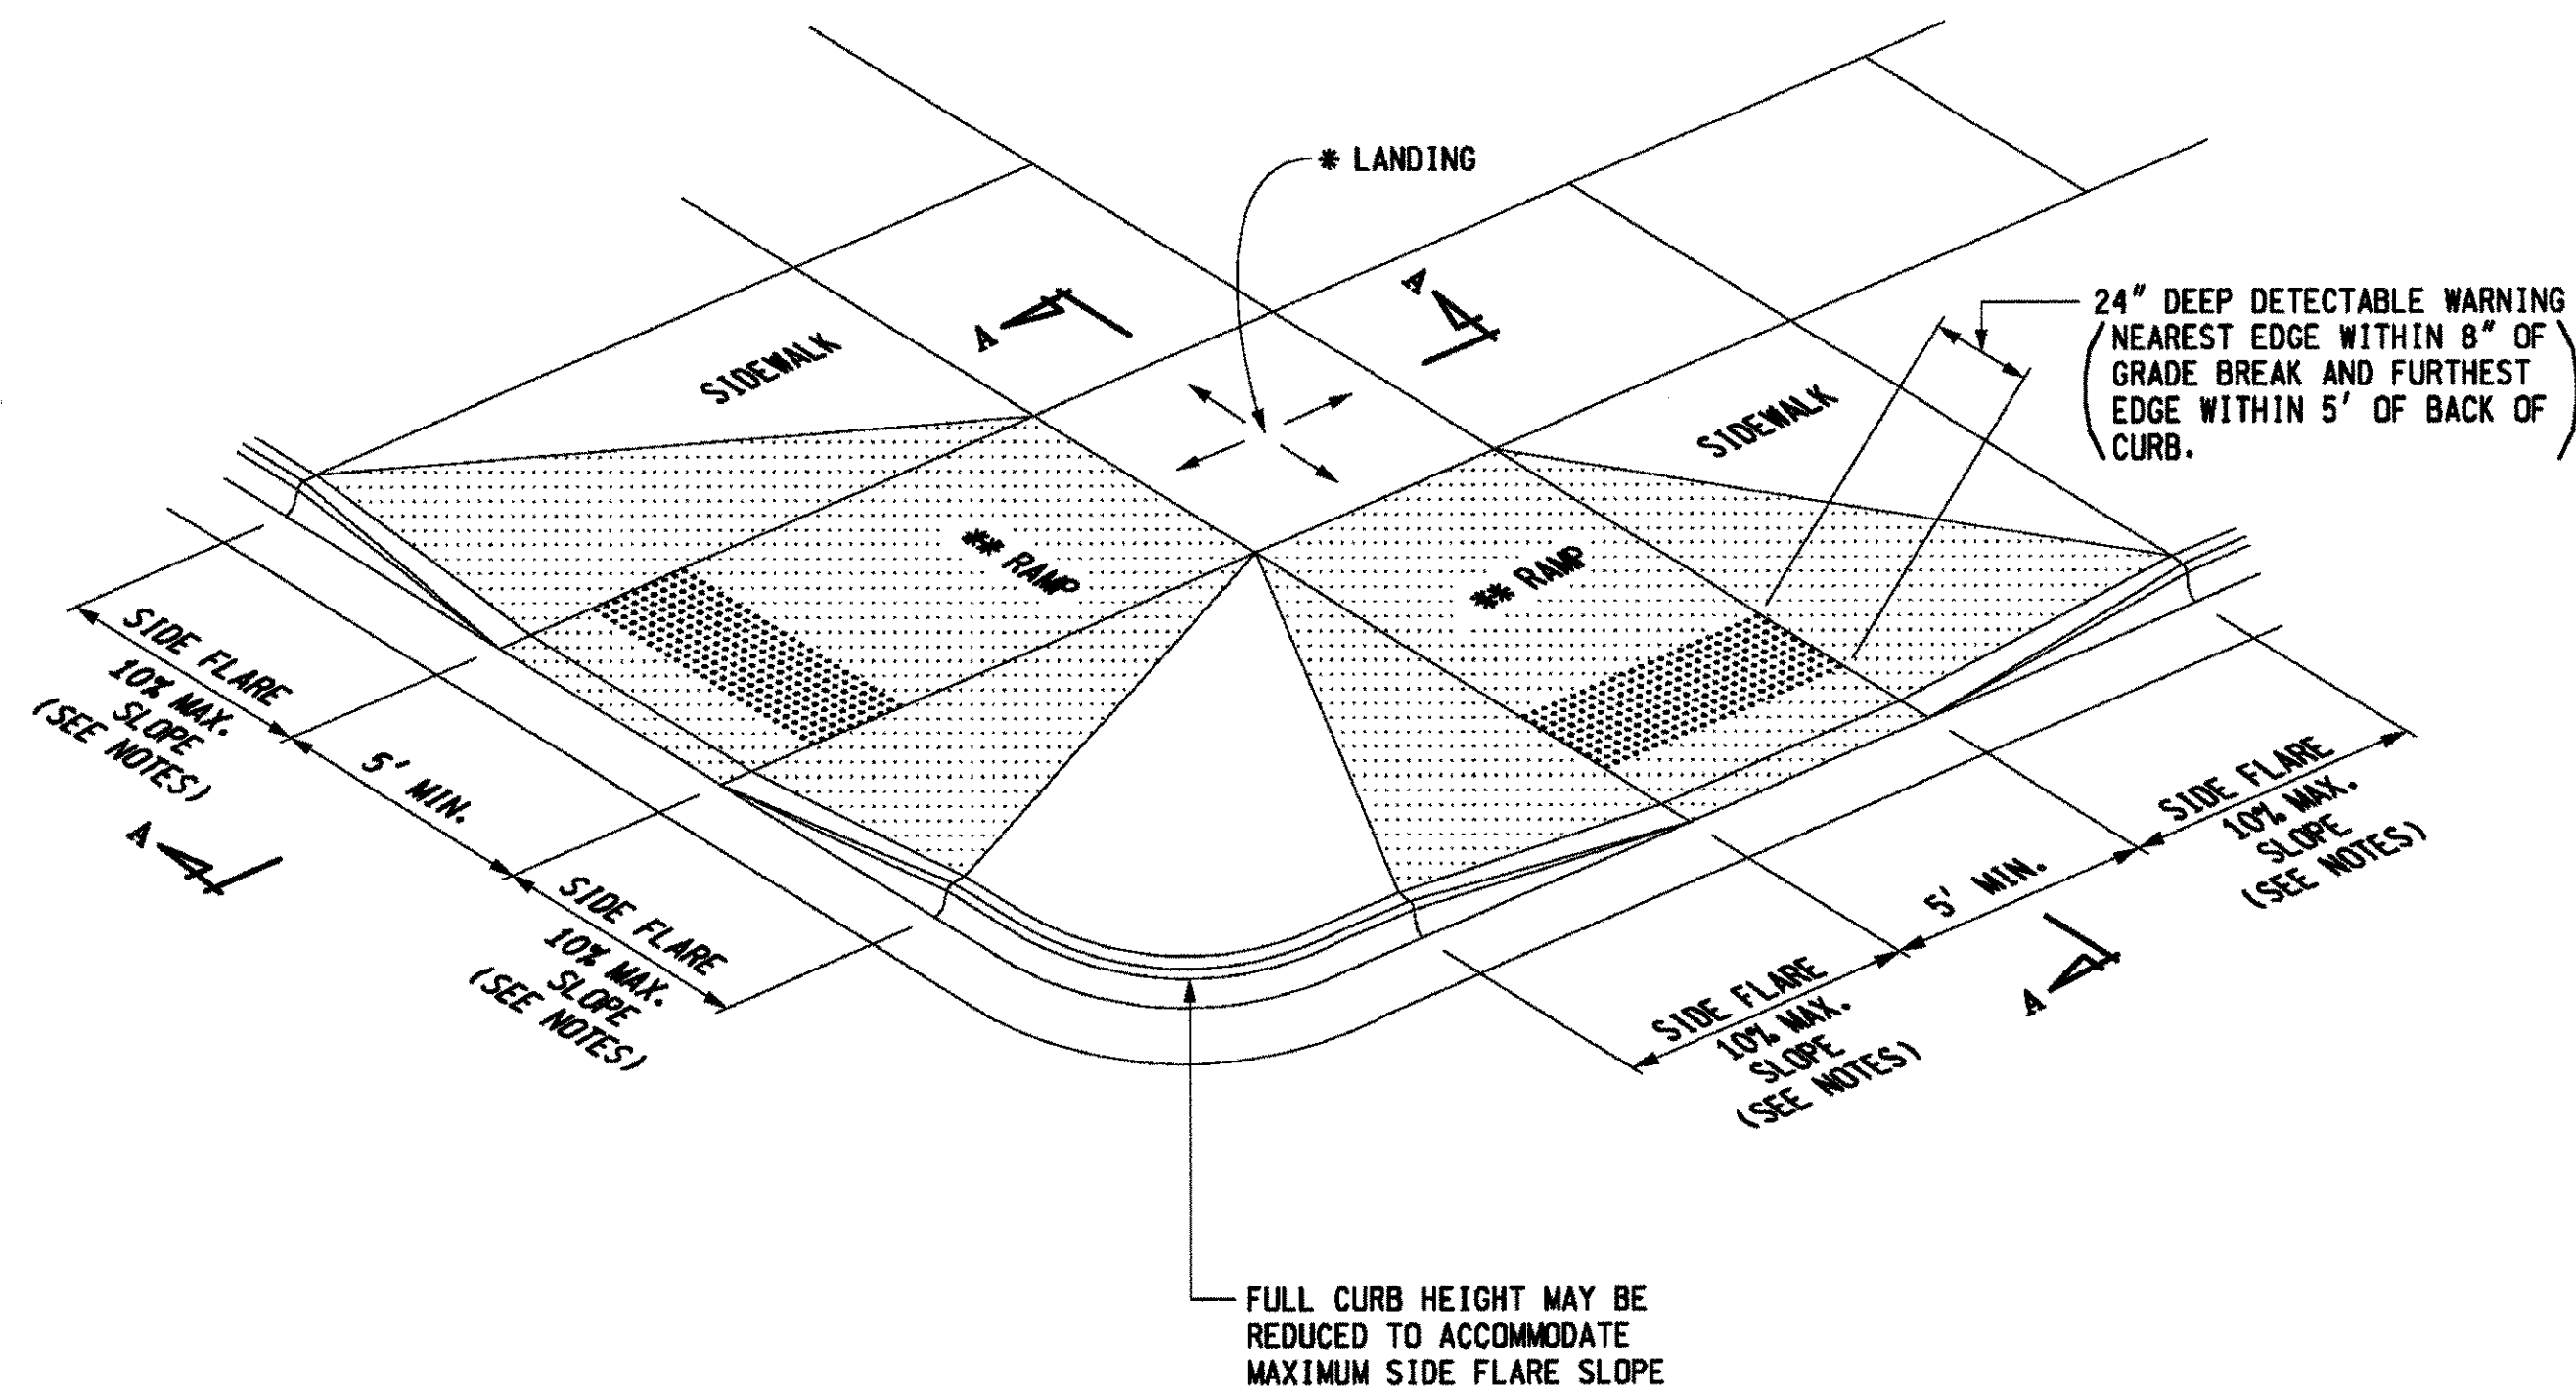 * LANDING
24" DEEP DETECTABLE WARNING
(NEAREST EDGE WITHIN 8" OF
GRADE BREAK AND FURTHEST
EDGE WITHIN 5' OF BACK OF
CURB.)
A
A
SIDEWALK
SIDEWALK
** RAMP
** RAMP
SIDE FLARE
10% MAX.
SLOPE
(SEE NOTES)
5' MIN.
A
SIDE FLARE
10% MAX.
SLOPE
(SEE NOTES)
SIDE FLARE
10% MAX.
SLOPE
(SEE NOTES)
5' MIN.
A
SIDE FLARE
10% MAX.
SLOPE
(SEE NOTES)
FULL CURB HEIGHT MAY BE
REDUCED TO ACCOMMODATE
MAXIMUM SIDE FLARE SLOPE